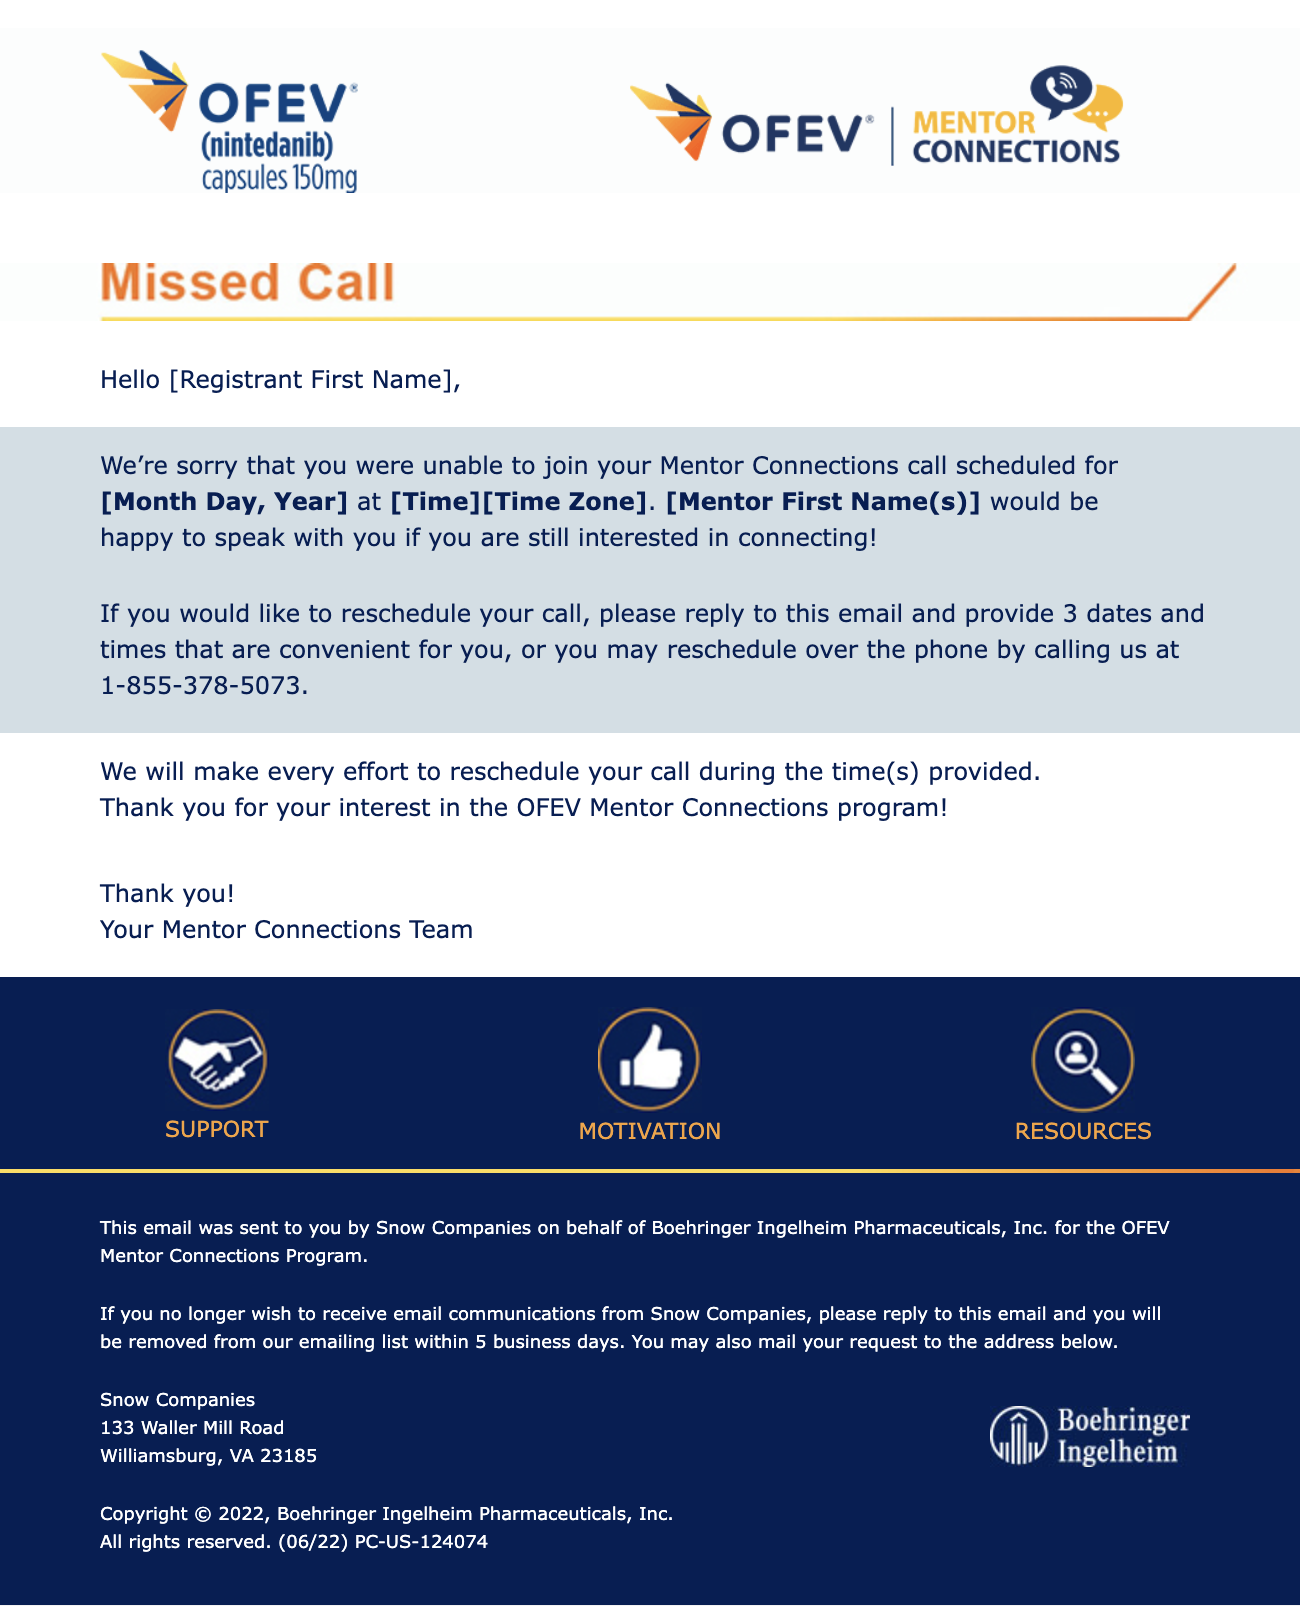 OFEV®
(nintedanib)
capsules 150mg
OFEV®
MENTOR
CONNECTIONS
Missed Call
Hello [Registrant First Name],
We’re sorry that you were unable to join your Mentor Connections call scheduled for
[Month Day, Year] at [Time][Time Zone]. [Mentor First Name(s)] would be
happy to speak with you if you are still interested in connecting!
If you would like to reschedule your call, please reply to this email and provide 3 dates and
times that are convenient for you, or you may reschedule over the phone by calling us at
1-855-378-5073.
We will make every effort to reschedule your call during the time(s) provided.
Thank you for your interest in the OFEV Mentor Connections program!
Thank you!
Your Mentor Connections Team
SUPPORT
MOTIVATION
RESOURCES
This email was sent to you by Snow Companies on behalf of Boehringer Ingelheim Pharmaceuticals, Inc. for the OFEV
Mentor Connections Program.
If you no longer wish to receive email communications from Snow Companies, please reply to this email and you will
be removed from our emailing list within 5 business days. You may also mail your request to the address below.
Snow Companies
133 Waller Mill Road
Williamsburg, VA 23185
Boehringer
Ingelheim
Copyright © 2022, Boehringer Ingelheim Pharmaceuticals, Inc.
All rights reserved. (06/22) PC-US-124074